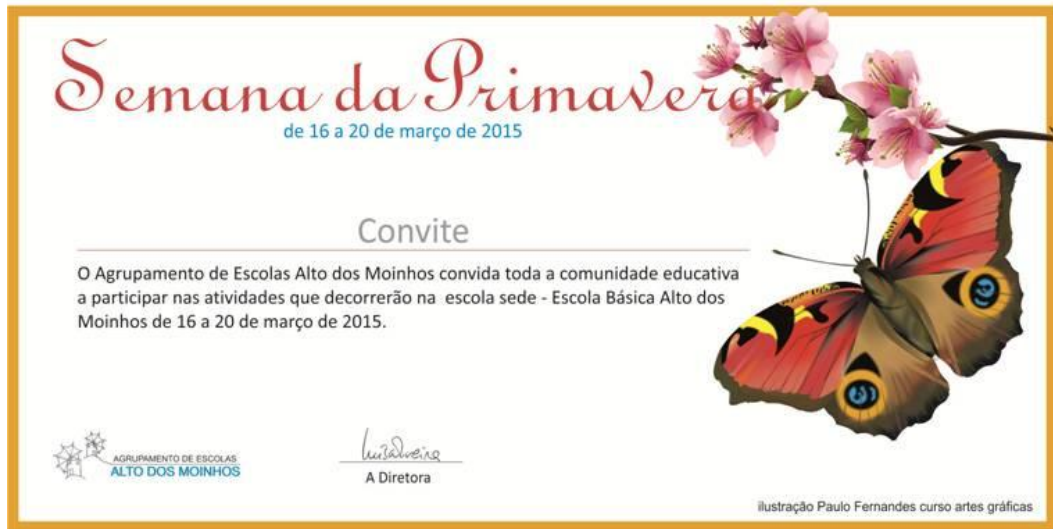 Semana da Primavera
de 16 a 20 de março de 2015
Convite
O Agrupamento de Escolas Alto dos Moinhos convida toda a comunidade educativa
a participar nas atividades que decorrerão na escola sede - Escola Básica Alto dos
Moinhos de 16 a 20 de março de 2015.
AGRUPAMENTO DE ESCOLAS
ALTO DOS MOINHOS
A Diretora
ilustração Paulo Fernandes curso artes gráficas